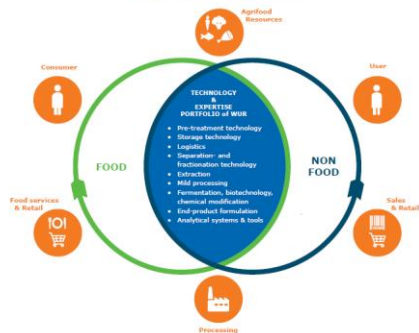 Agrifood
Resources
Consumer
User
TECHNOLOGY
&
EXPERTISE
PORTFOLIO of WUR
• Pre-treatment technology
• Storage technology
• Logistics
• Separation- and
fractionation technology
• Extraction
• Mild processing
• Fermentation, biotechnology,
chemical modification
• End-product formulation
• Analytical systems & tools
FOOD
NON
FOOD
Food services
& Retail
Sales
& Retail
Processing